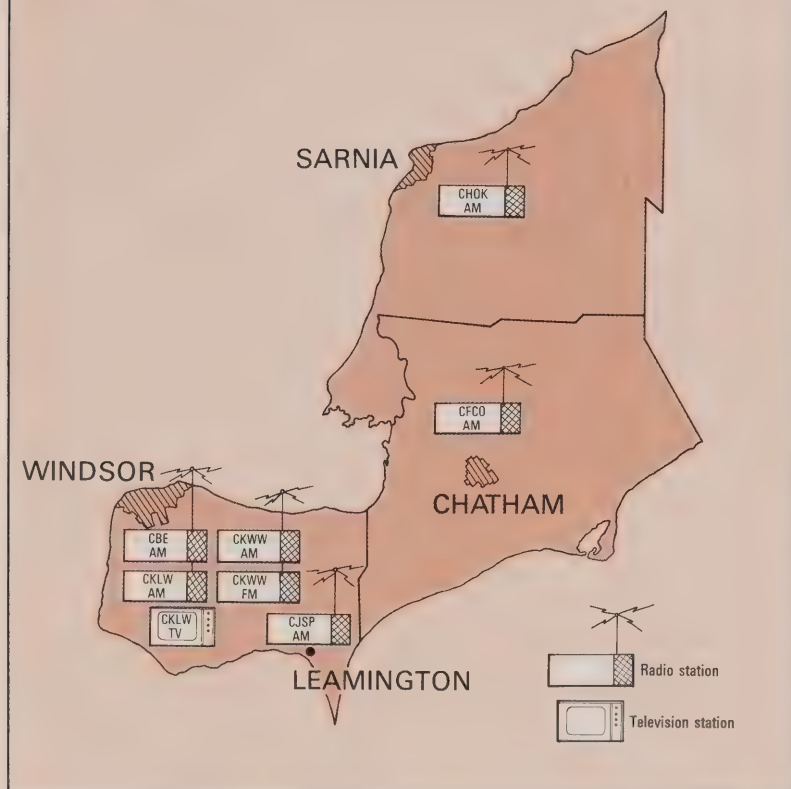 SARNIA
CHOK
AM
CFCO
AM
WINDSOR
CHATHAM
CBE
AM
CKWW
AM
CKLW
AM
CKWW
FM
CKLW
TV
CJSP
AM
LEAMINGTON
Radio station
Television station